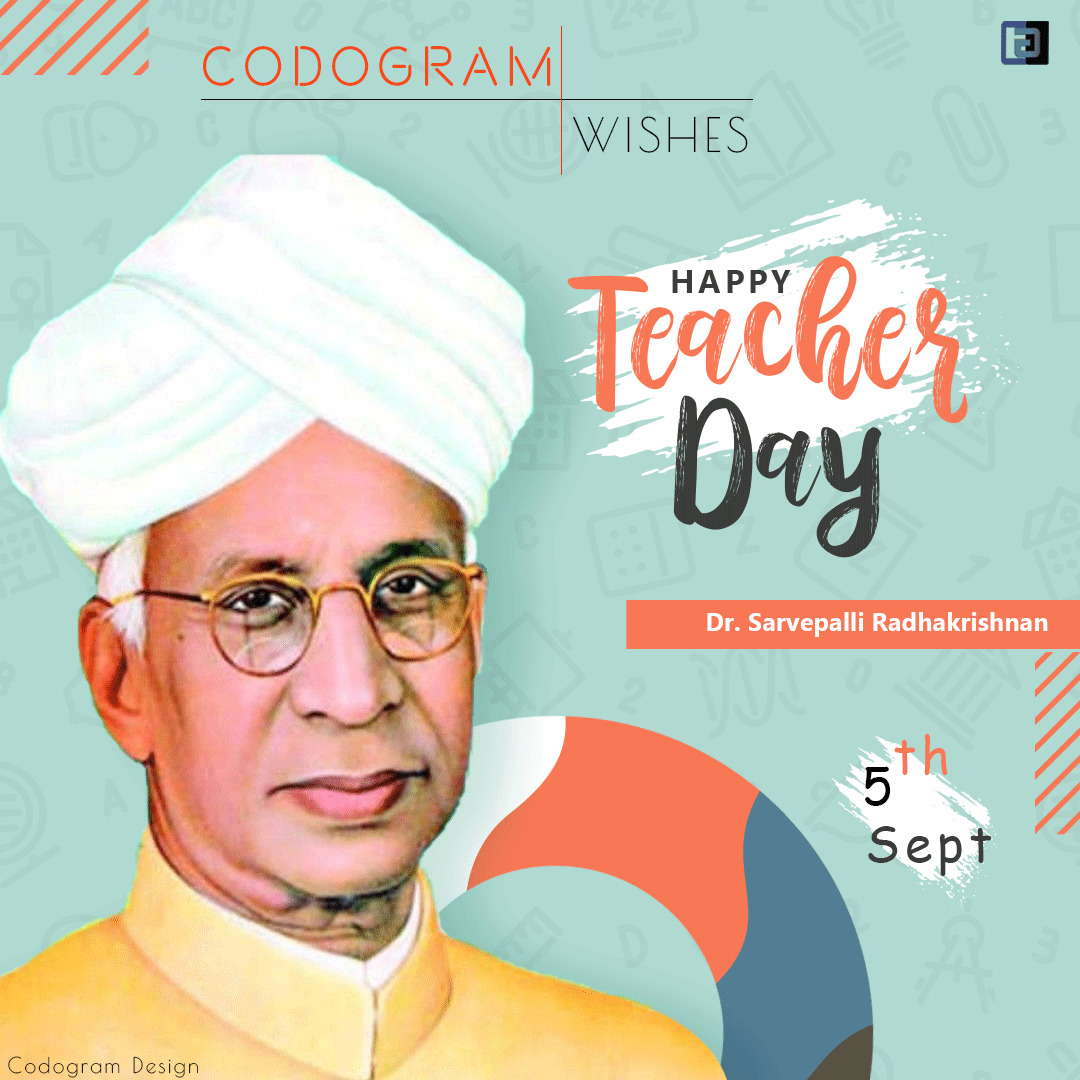 CODOGRAM
WISHES
HAPPY
Teacher
Day
Dr. Sarvepalli Radhakrishnan
5th
Sept
Codogram Design